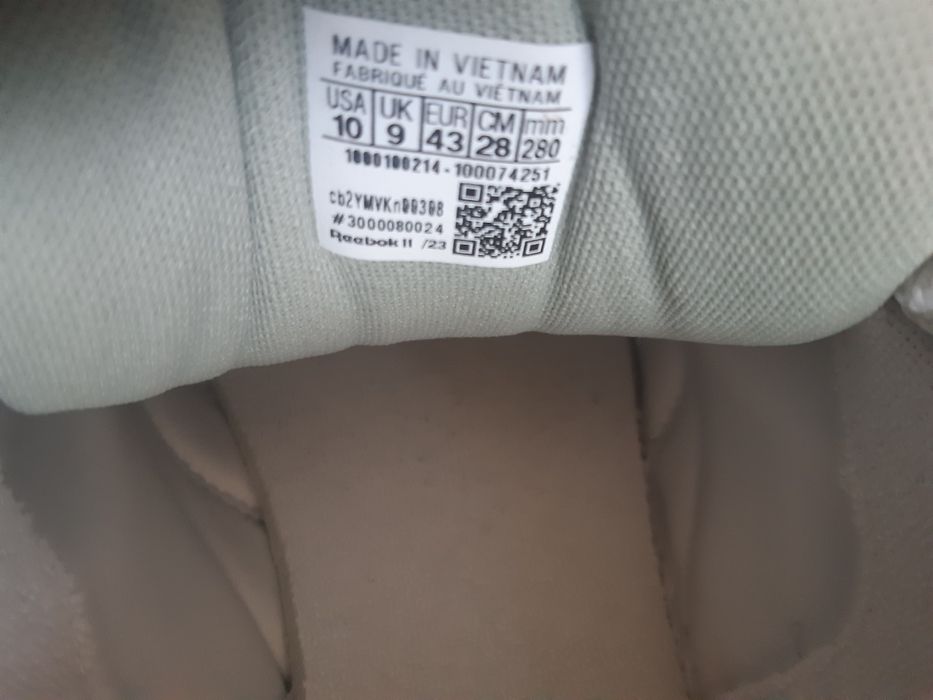 MADE IN VIETNAM
FABRIQUÉ AU VIÊTNAM
USA UK EUR CM mm
10 9 43 28 280
1000100214-100074251
cb2YMVKn00308
#3000080024
Reebok 11 /23